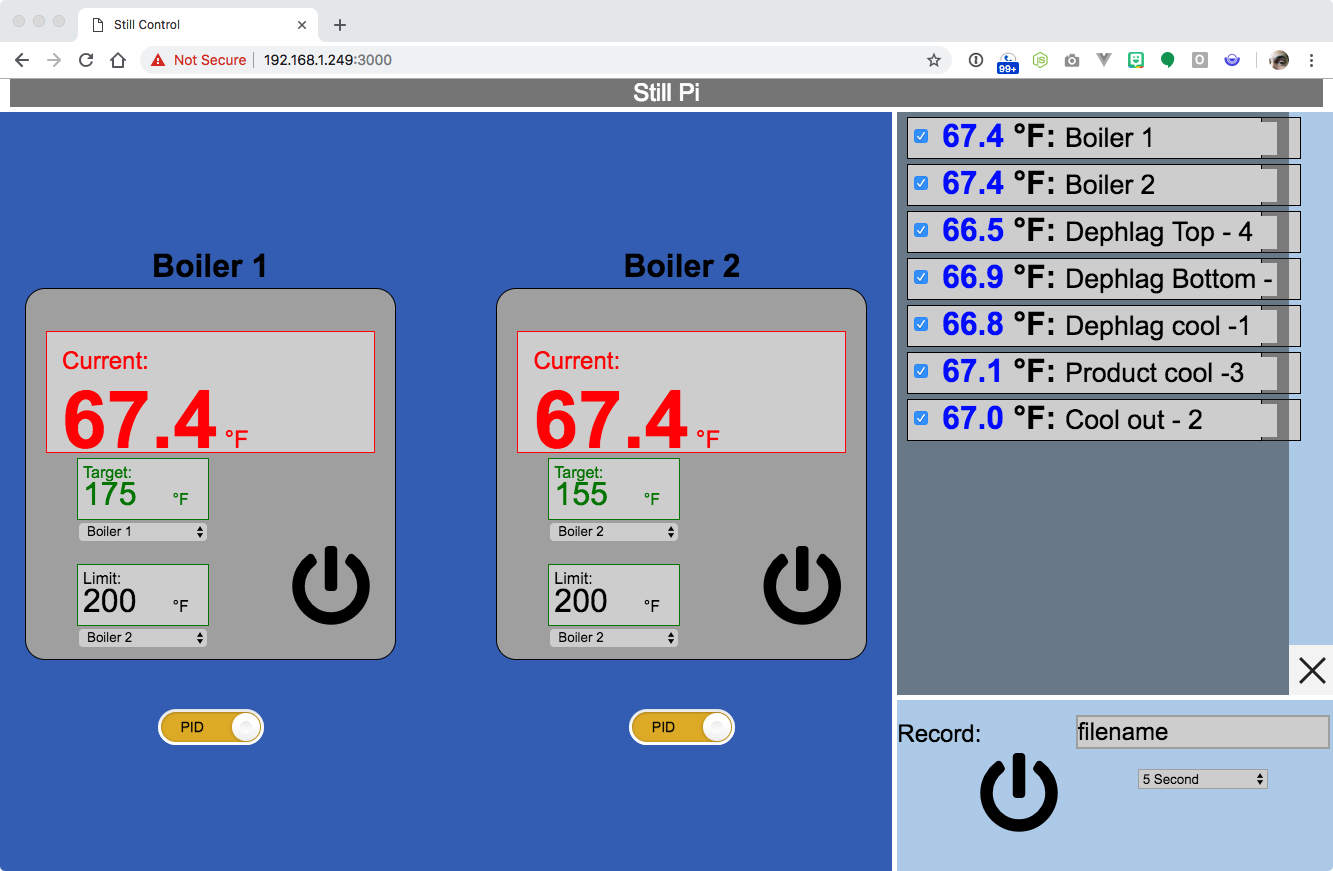 Still Control
Not Secure 192.168.1.249:3000
99+
JS
O
Still Pi
Boiler 1
Current:
67.4 °F
Target:
175 °F
Boiler 1
Limit:
200 °F
Boiler 2
PID
Boiler 2
Current:
67.4 °F
Target:
155 °F
Boiler 2
Limit:
200 °F
Boiler 2
PID
67.4 °F: Boiler 1
67.4 °F: Boiler 2
66.5 °F: Dephlag Top - 4
66.9 °F: Dephlag Bottom -
66.8 °F: Dephlag cool -1
67.1 °F: Product cool -3
67.0 °F: Cool out - 2
Record: filename
5 Second